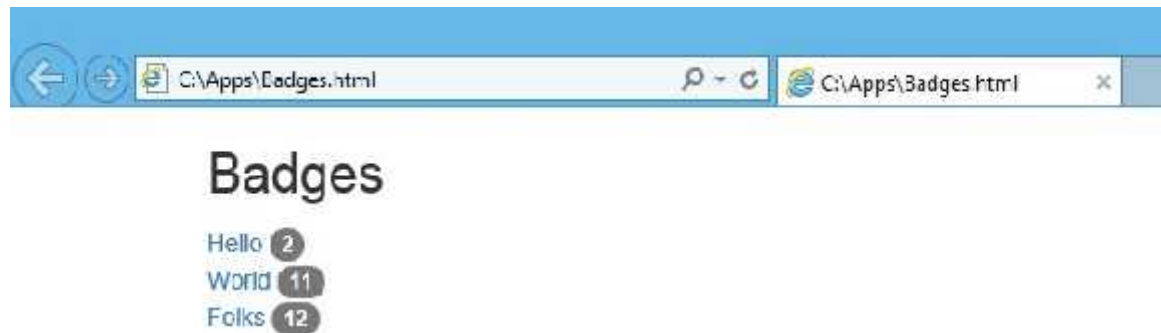 C:\Apps\Badges.html
C:\Apps\Badges.html
Badges
Hello 2
World 11
Folks 12